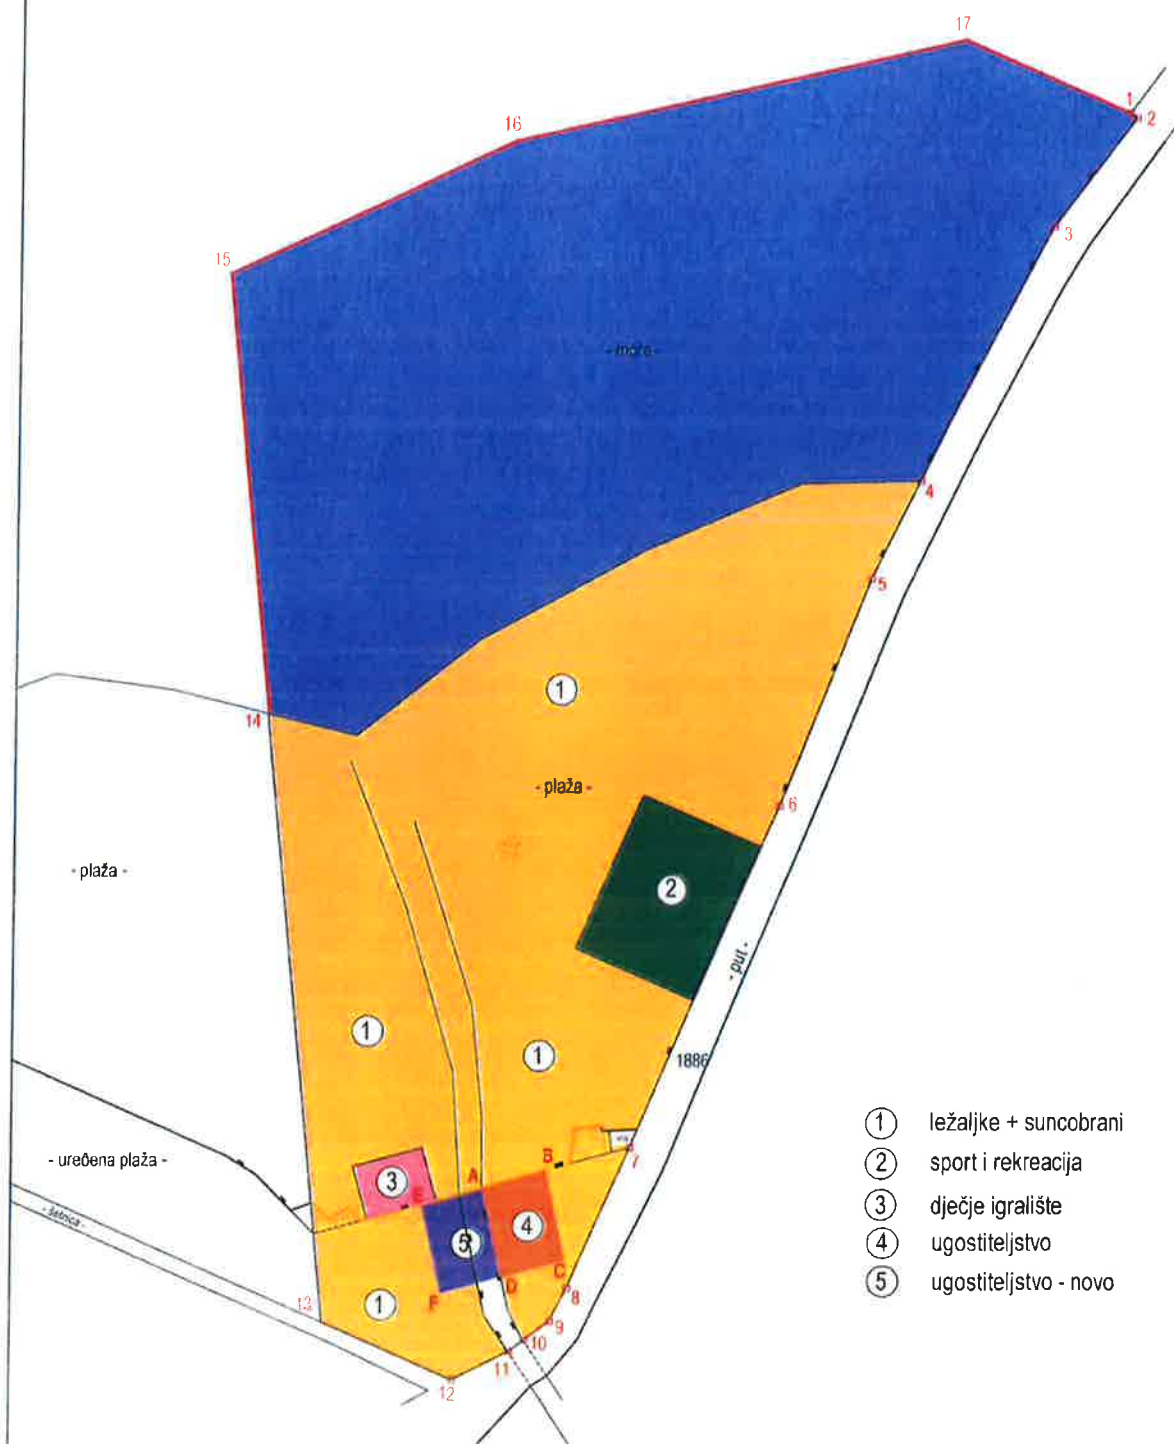 17
1
2
16
3
15
- more -
4
5
1
14
- plaža -
6
- plaža -
2
- put -
1
1
1886
B
7
- uređena plaža -
3
A
E
- šetnica -
4
5
C
D
8
F
13
1
9
10
11
12
1 ležaljke + suncobrani
2 sport i rekreacija
3 dječje igralište
4 ugostiteljstvo
5 ugostiteljstvo - novo